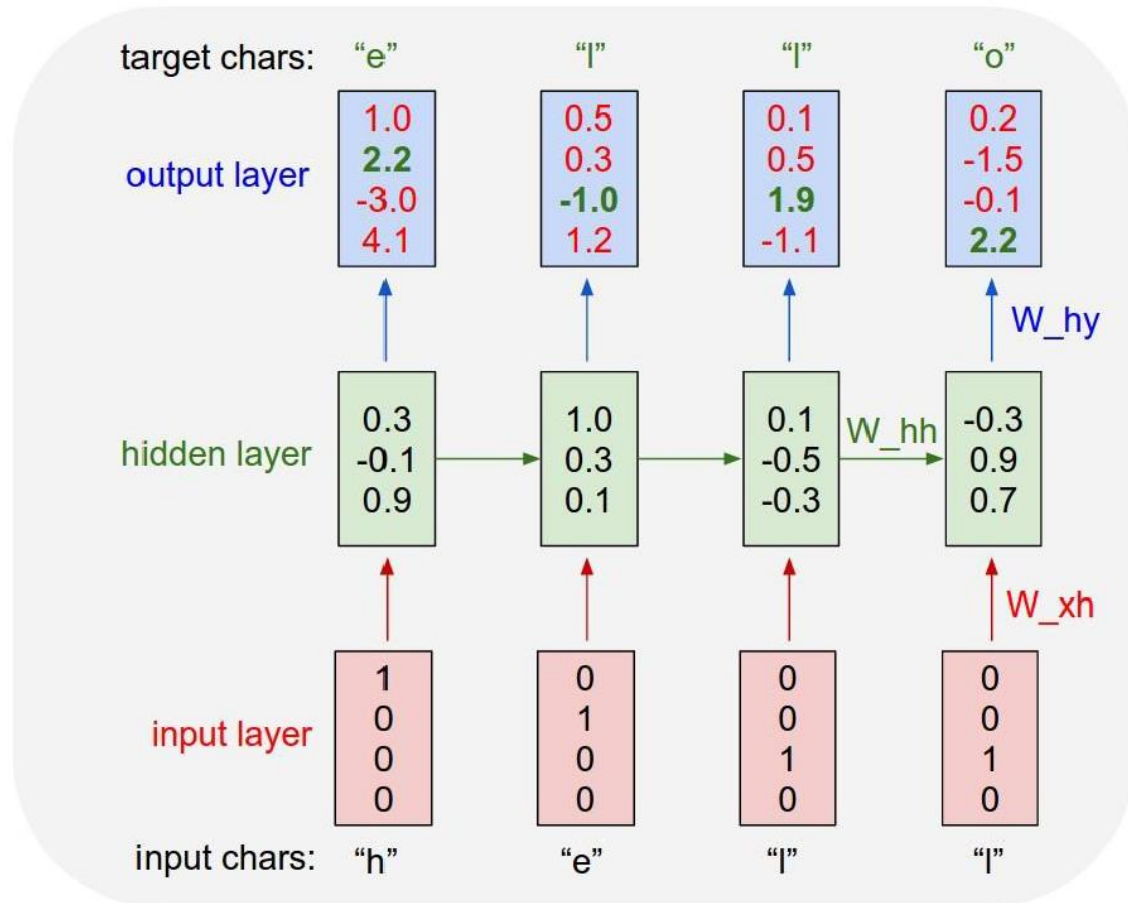 target chars: “e” “l” “l” “o”
1.0 0.5 0.1 0.2
2.2 0.3 0.5 -1.5
output layer
-3.0 -1.0 1.9 -0.1
4.1 1.2 -1.1 2.2
W_hy
0.3 1.0 0.1 -0.3
W_hh
hidden layer -0.1 0.3 -0.5 0.9
0.9 0.1 -0.3 0.7
W_xh
1 0 0 0
0 1 0 0
input layer
0 0 1 1
0 0 0 0
input chars: “h” “e” “l” “l”